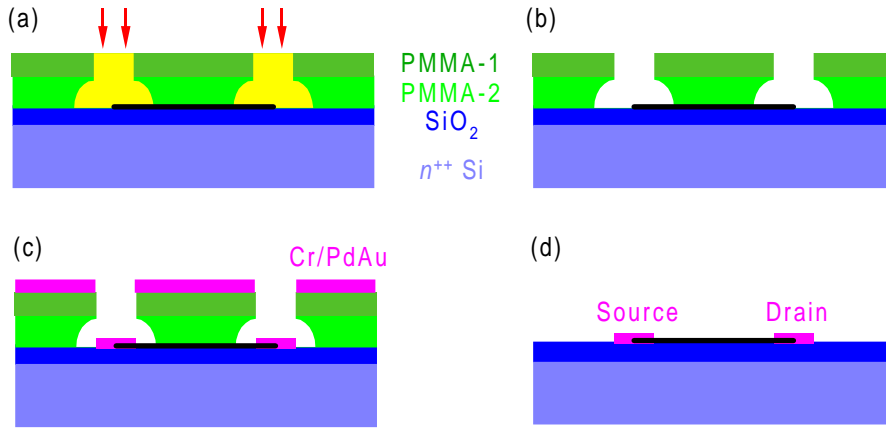 (a)
(b)
PMMA-1
PMMA-2
SiO₂
n⁺⁺ Si
(c)
Cr/PdAu
(d)
Source
Drain